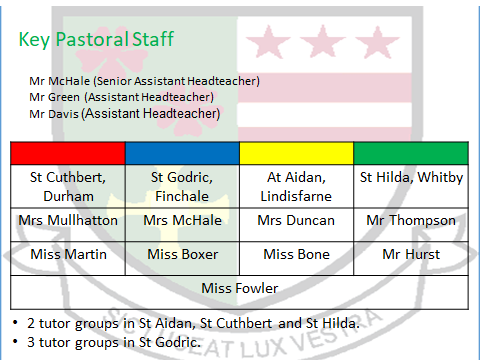 Key Pastoral Staff
Mr McHale (Senior Assistant Headteacher)
Mr Green (Assistant Headteacher)
Mr Davis (Assistant Headteacher)
St Cuthbert, Durham
St Godric, Finchale
At Aidan, Lindisfarne
St Hilda, Whitby
Mrs Mullhatton
Mrs McHale
Mrs Duncan
Mr Thompson
Miss Martin
Miss Boxer
Miss Bone
Mr Hurst
Miss Fowler
• 2 tutor groups in St Aidan, St Cuthbert and St Hilda.
• 3 tutor groups in St Godric.
LUX VESTRA